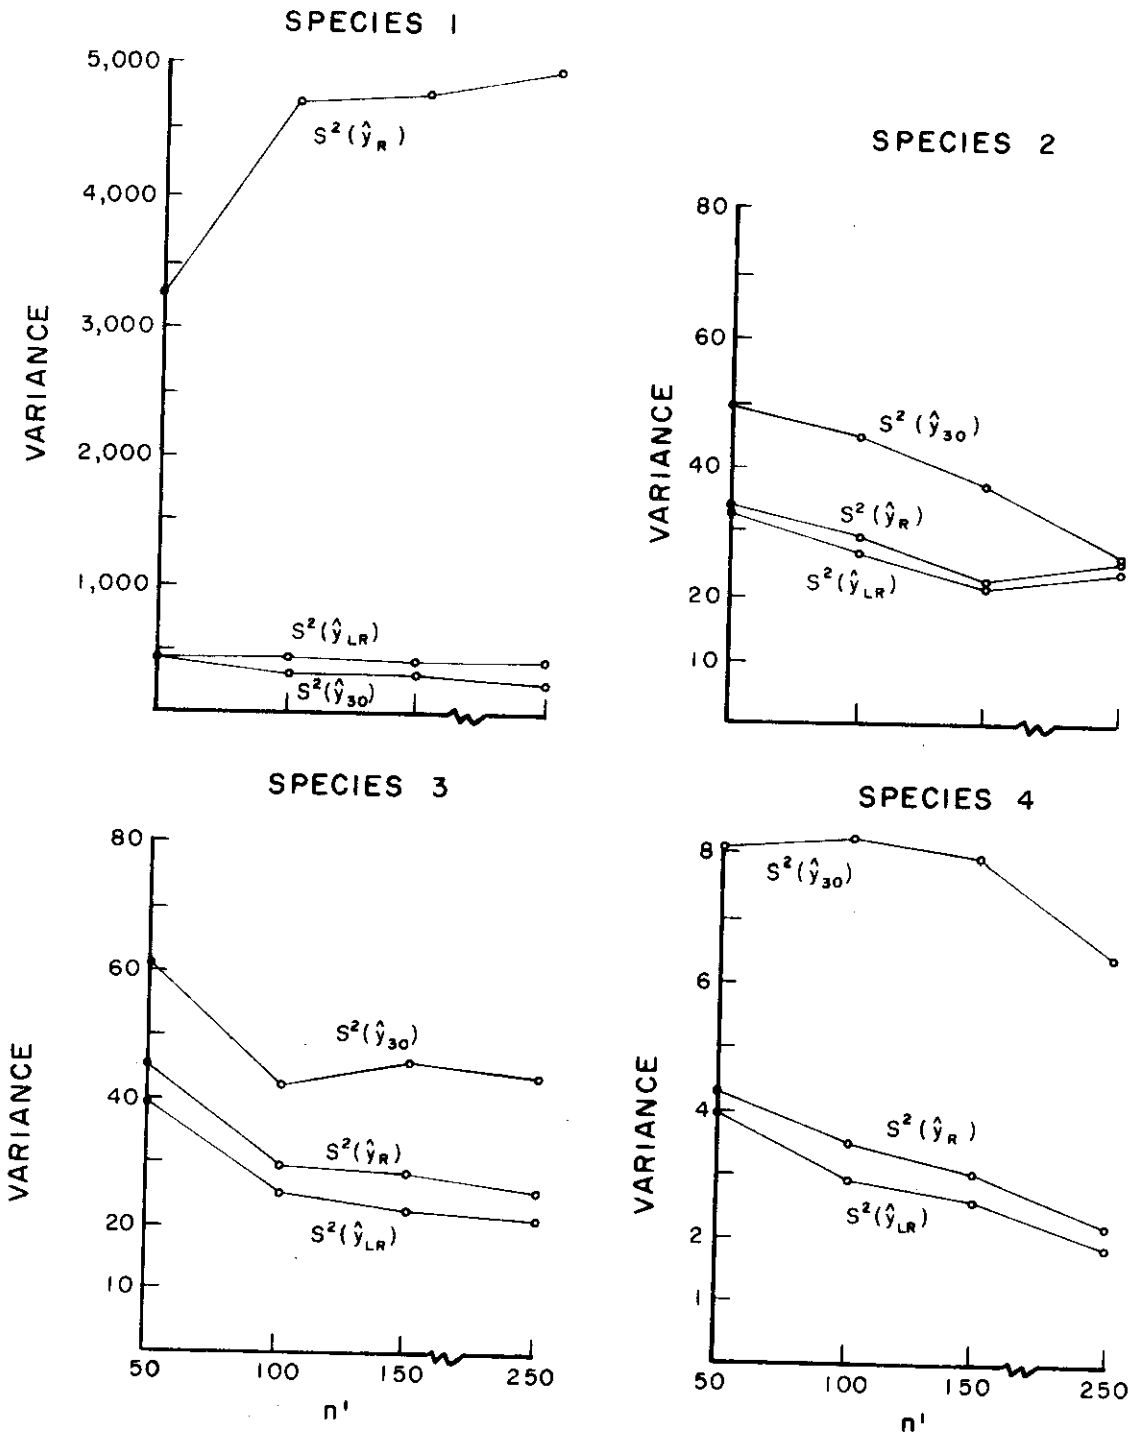 SPECIES 1
5,000
4,000
3,000
2,000
1,000
VARIANCE
S²(ŷR)
S²(ŷLR)
S²(ŷ30)
SPECIES 2
80
60
40
20
10
VARIANCE
S²(ŷ30)
S²(ŷR)
S²(ŷLR)
SPECIES 3
80
60
40
20
10
VARIANCE
S²(ŷ30)
S²(ŷR)
S²(ŷLR)
50
100
150
250
n'
SPECIES 4
8
6
4
2
1
VARIANCE
S²(ŷ30)
S²(ŷR)
S²(ŷLR)
50
100
150
250
n'